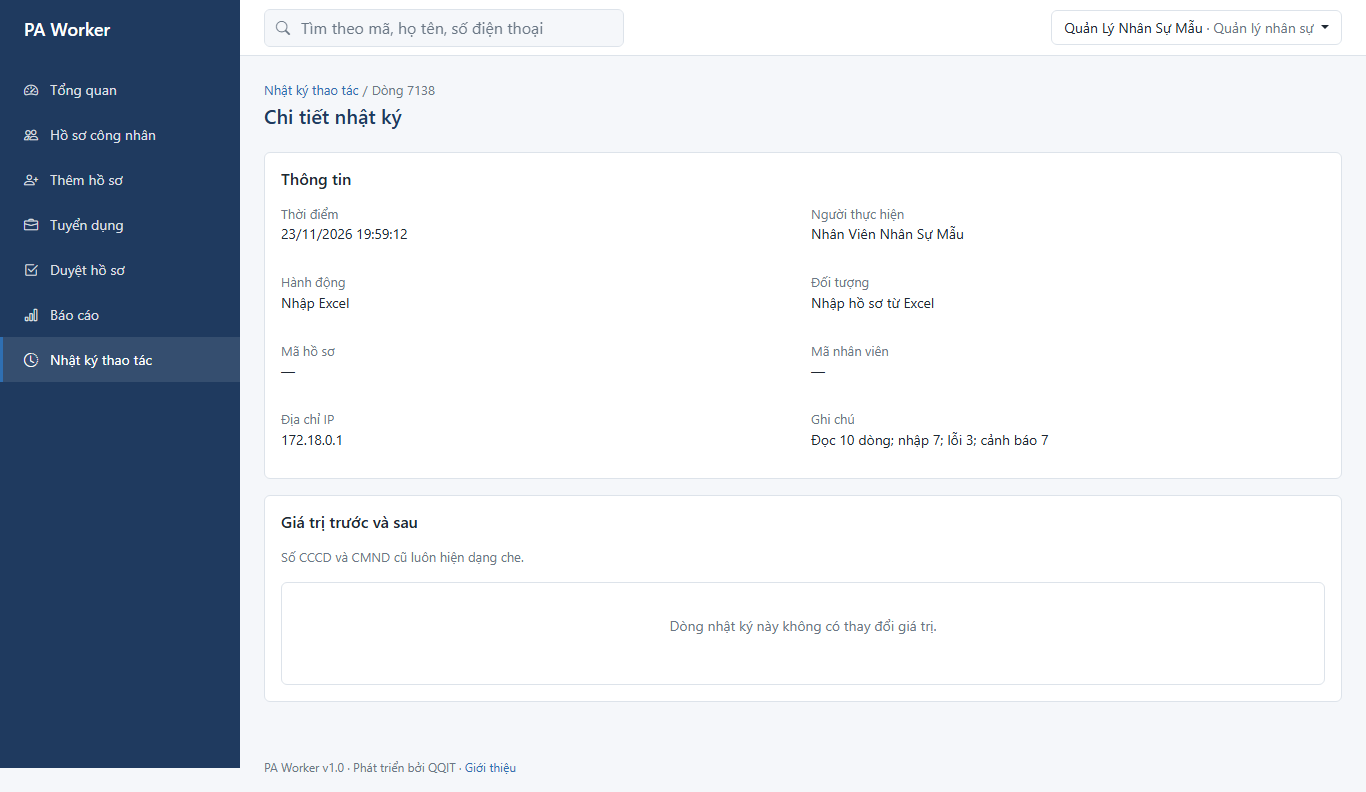 PA Worker
Tìm theo mã, họ tên, số điện thoại
Quản Lý Nhân Sự Mẫu · Quản lý nhân sự
Tổng quan
Hồ sơ công nhân
Thêm hồ sơ
Tuyển dụng
Duyệt hồ sơ
Báo cáo
Nhật ký thao tác
Nhật ký thao tác / Dòng 7138
Chi tiết nhật ký
Thông tin
Thời điểm
23/11/2026 19:59:12
Người thực hiện
Nhân Viên Nhân Sự Mẫu
Hành động
Nhập Excel
Đối tượng
Nhập hồ sơ từ Excel
Mã hồ sơ
—
Mã nhân viên
—
Địa chỉ IP
172.18.0.1
Ghi chú
Đọc 10 dòng; nhập 7; lỗi 3; cảnh báo 7
Giá trị trước và sau
Số CCCD và CMND cũ luôn hiện dạng che.
Dòng nhật ký này không có thay đổi giá trị.
PA Worker v1.0 · Phát triển bởi QQIT · Giới thiệu